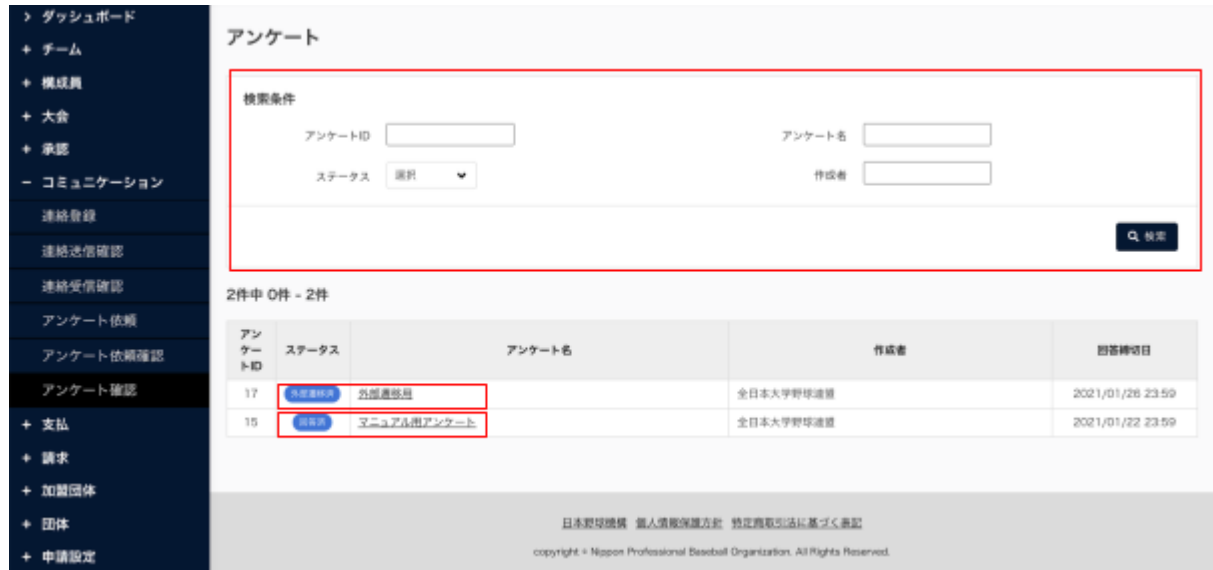 > ダッシュボード
+ チーム
+ 構成員
+ 大会
+ 承認
− コミュニケーション
連絡登録
連絡送信確認
連絡受信確認
アンケート依頼
アンケート依頼確認
アンケート確認
+ 支払
+ 請求
+ 加盟団体
+ 団体
+ 申請設定
アンケート
検索条件
アンケートID
アンケート名
ステータス 選択
作成者
検索
2件中 0件 - 2件
アン
ケー
トID
ステータス
アンケート名
作成者
回答締切日
17 外部遷移済 外部遷移用 全日本大学野球連盟 2021/01/26 23:59
15 回答済 マニュアル用アンケート 全日本大学野球連盟 2021/01/22 23:59
日本野球機構 個人情報保護方針 特定商取引法に基づく表記
copyright © Nippon Professional Baseball Organization. All Rights Reserved.